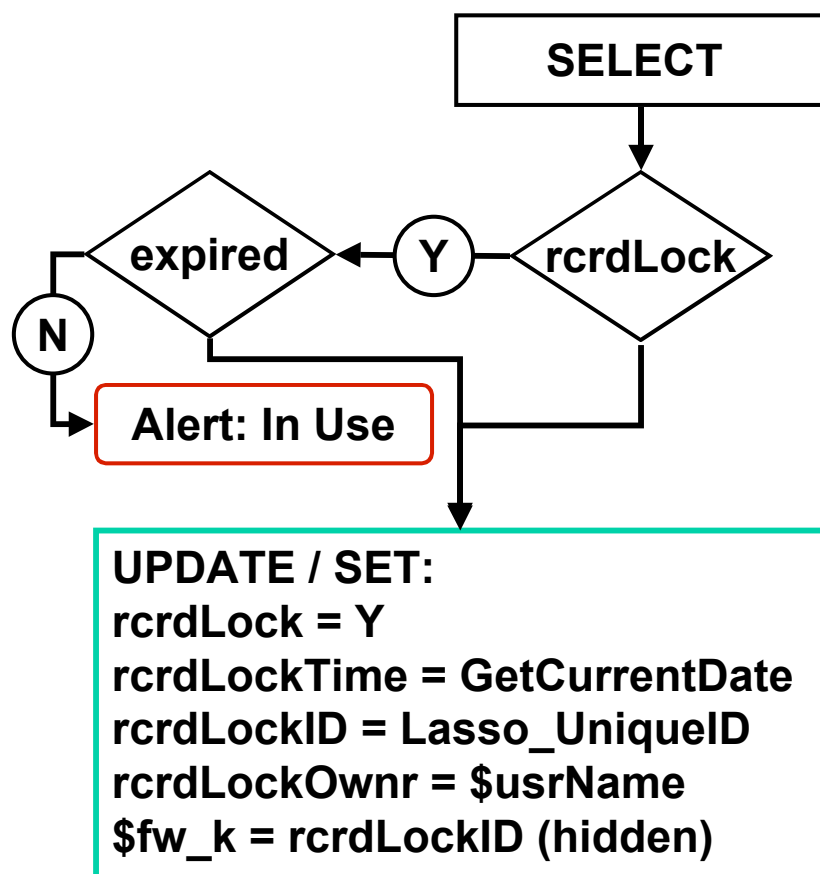 SELECT
rcrdLock
Y
expired
N
Alert: In Use
UPDATE / SET:
rcrdLock = Y
rcrdLockTime = GetCurrentDate
rcrdLockID = Lasso_UniqueID
rcrdLockOwnr = $usrName
$fw_k = rcrdLockID (hidden)